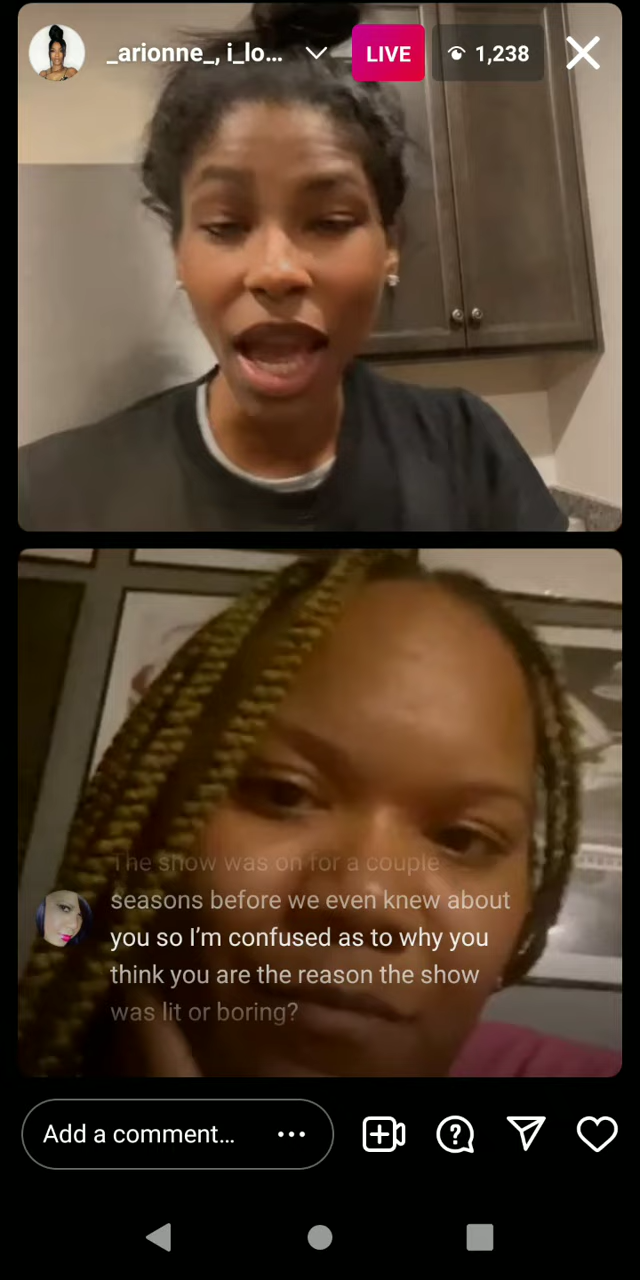 _arionne_, i_lo...
LIVE
1,238
The show was on for a couple
seasons before we even knew about
you so I'm confused as to why you
think you are the reason the show
was lit or boring?
Add a comment...